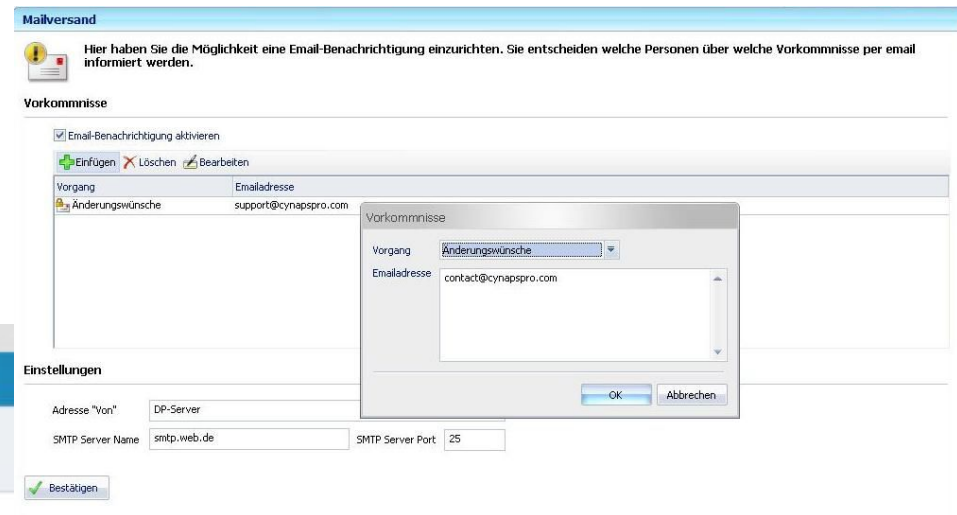 Mailversand
Hier haben Sie die Möglichkeit eine Email-Benachrichtigung einzurichten. Sie entscheiden welche Personen über welche Vorkommnisse per email
informiert werden.
Vorkommnisse
Email-Benachrichtigung aktivieren
Einfügen Löschen Bearbeiten
Vorgang Emailadresse
Änderungswünsche support@cynapspro.com
Vorkommnisse
Vorgang Änderungswünsche
Emailadresse contact@cynapspro.com
OK Abbrechen
Einstellungen
Adresse "Von" DP-Server
SMTP Server Name smtp.web.de SMTP Server Port 25
Bestätigen